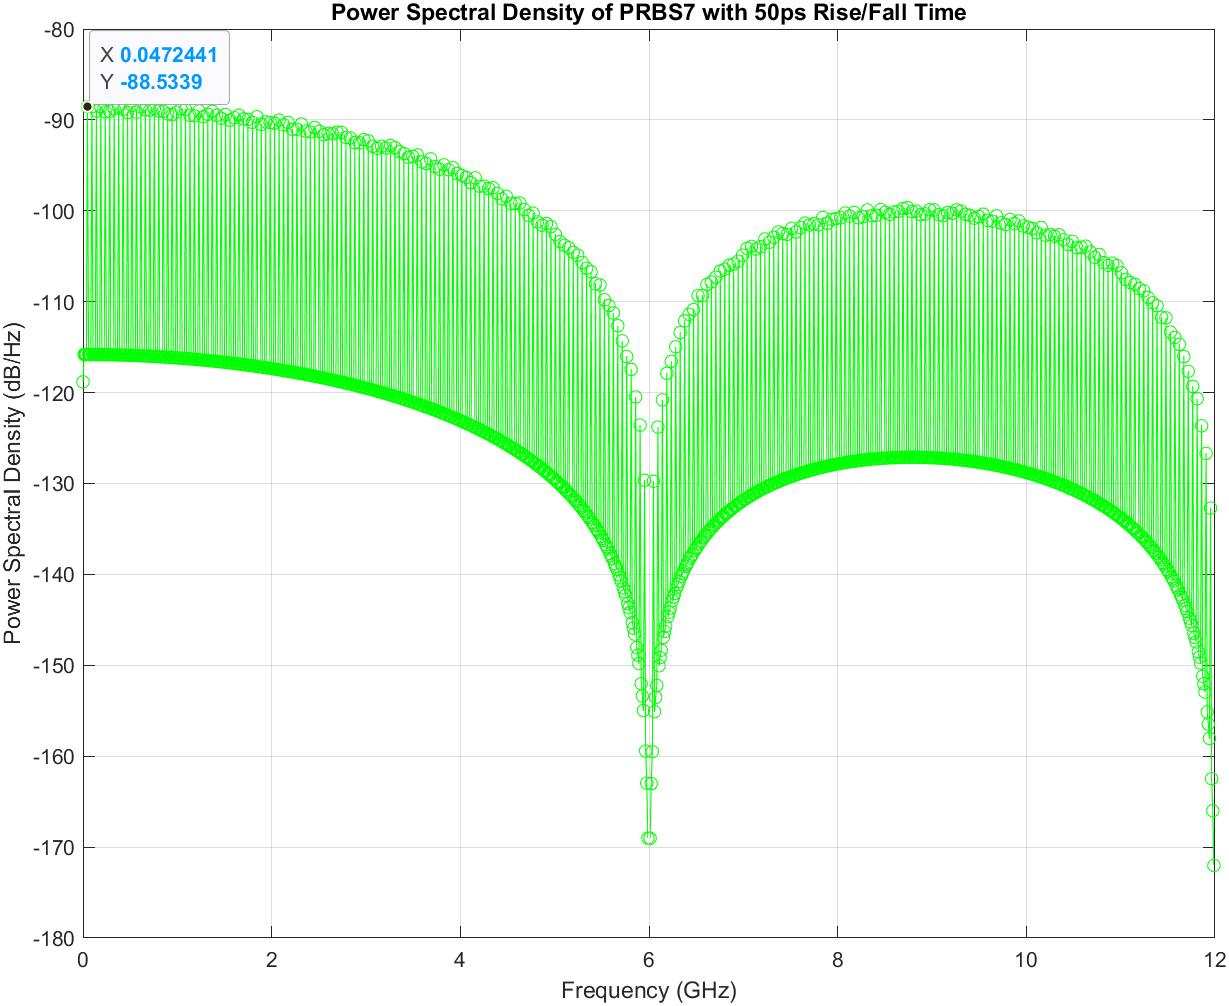 Power Spectral Density of PRBS7 with 50ps Rise/Fall Time
X 0.0472441
Y -88.5339
-80
-90
-100
-110
-120
-130
-140
-150
-160
-170
-180
Power Spectral Density (dB/Hz)
0 2 4 6 8 10 12
Frequency (GHz)